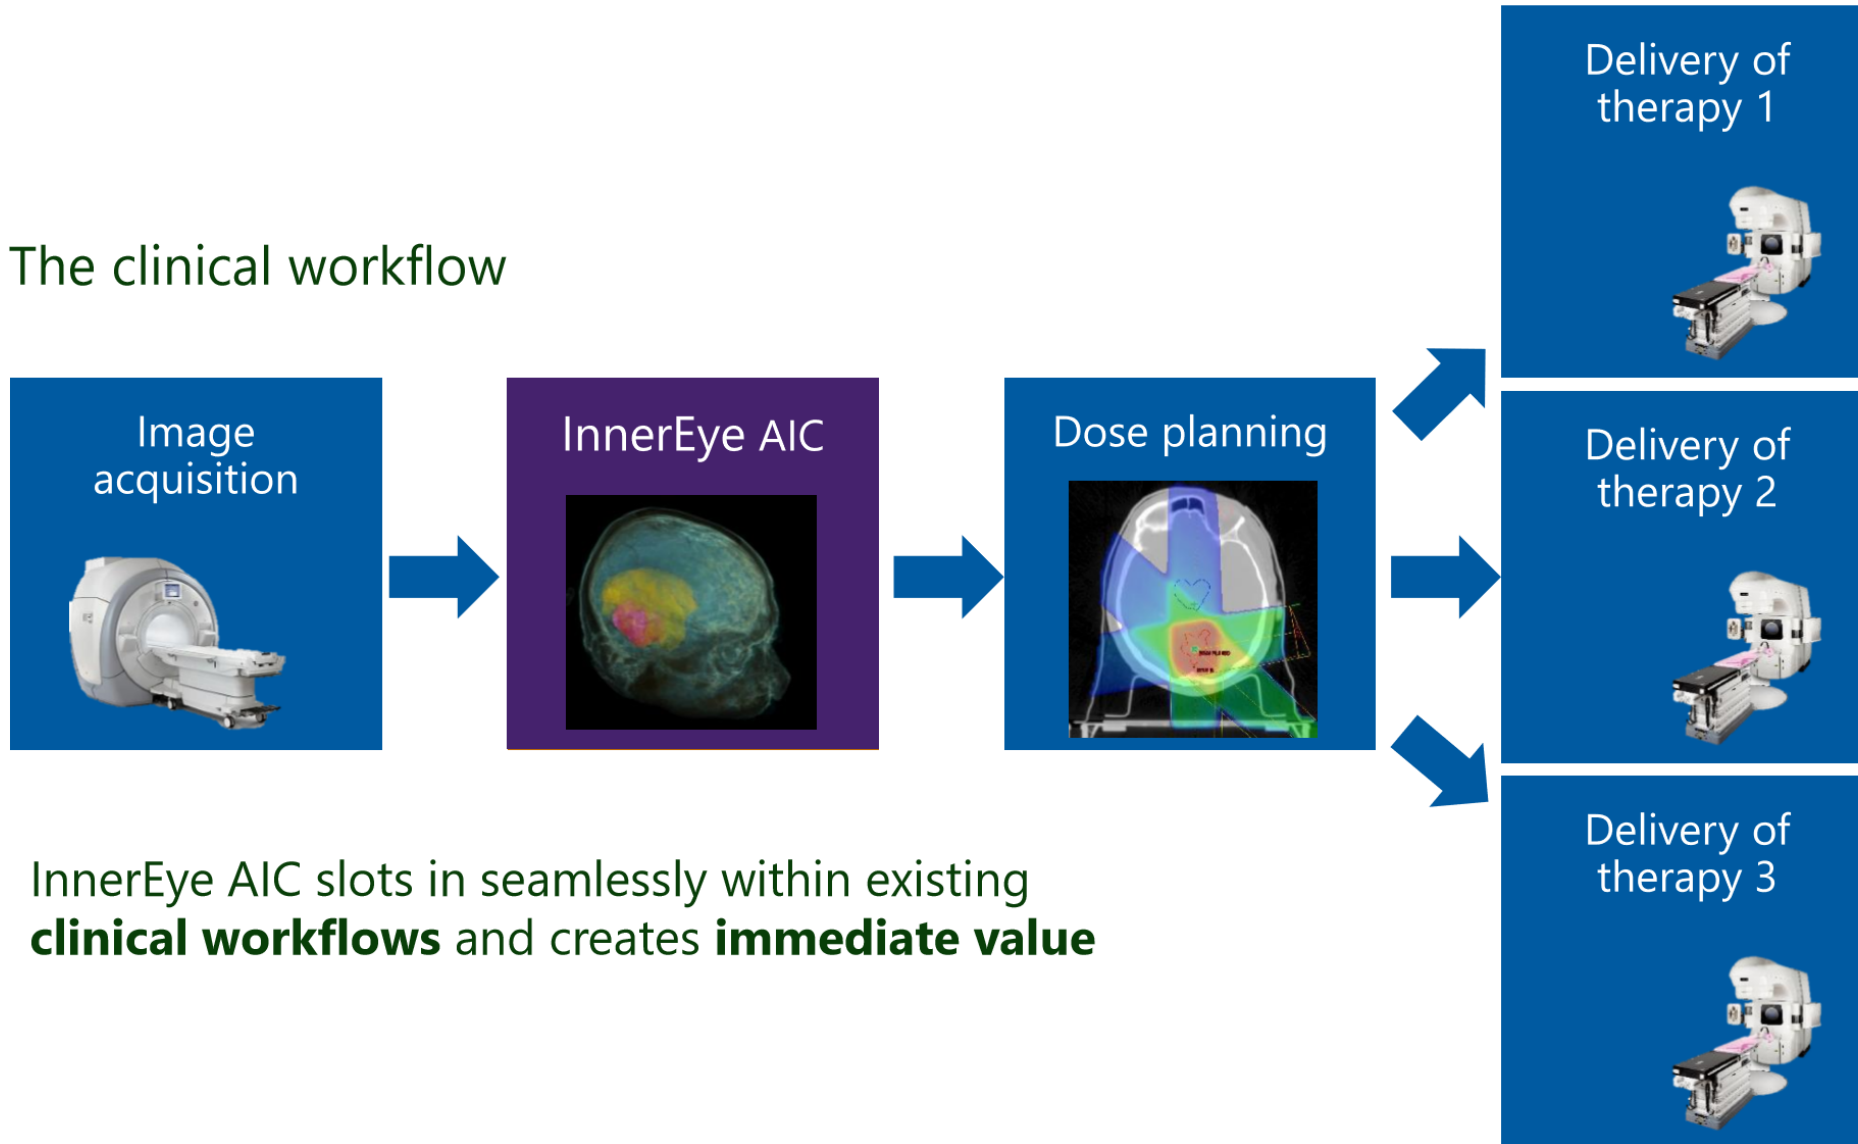 The clinical workflow
Image
acquisition
InnerEye AIC
Dose planning
Delivery of
therapy 1
Delivery of
therapy 2
Delivery of
therapy 3
InnerEye AIC slots in seamlessly within existing
clinical workflows and creates immediate value